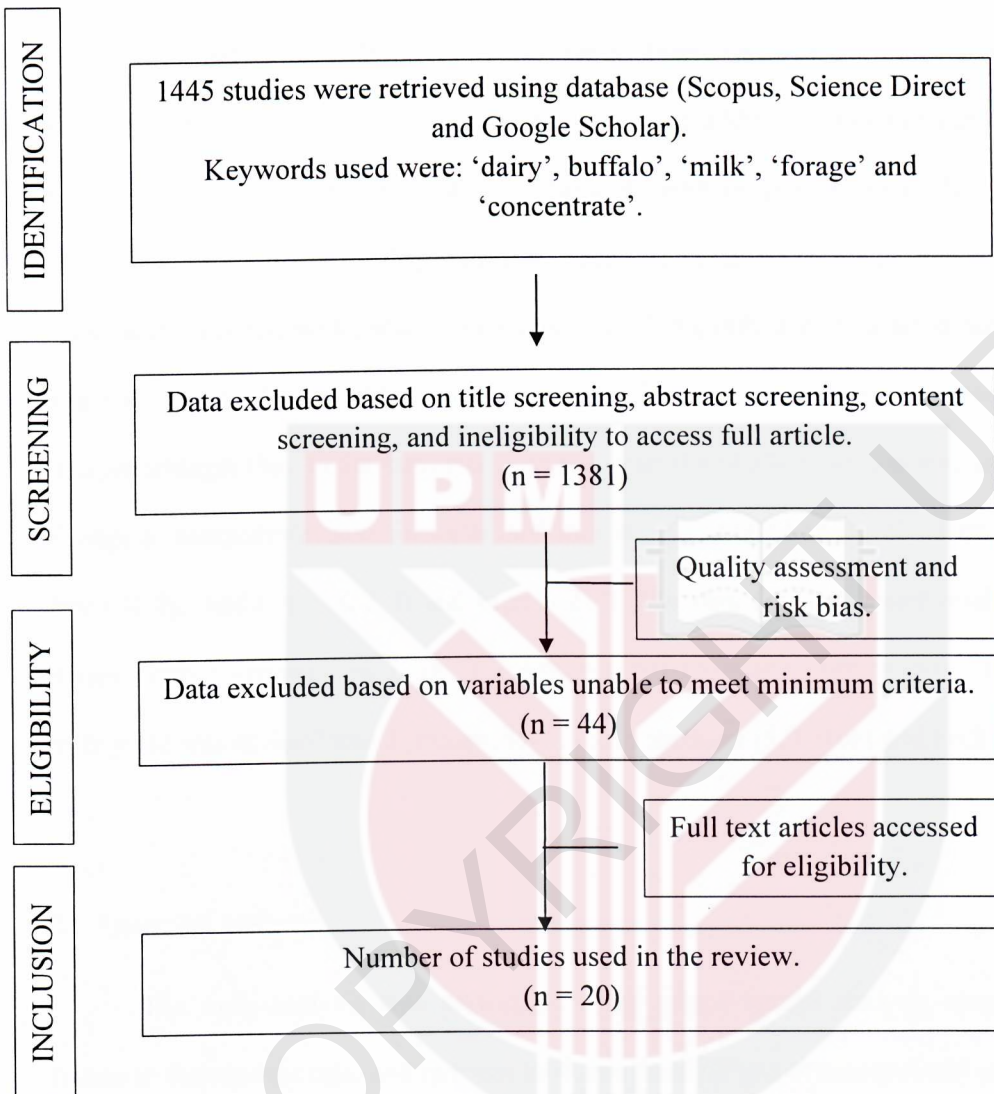 IDENTIFICATION
1445 studies were retrieved using database (Scopus, Science Direct
and Google Scholar).
Keywords used were: ‘dairy’, buffalo’, ‘milk’, ‘forage’ and
‘concentrate’.
SCREENING
Data excluded based on title screening, abstract screening, content
screening, and ineligibility to access full article.
(n = 1381)
Quality assessment and
risk bias.
ELIGIBILITY
Data excluded based on variables unable to meet minimum criteria.
(n = 44)
Full text articles accessed
for eligibility.
INCLUSION
Number of studies used in the review.
(n = 20)
UPM
OPYRIGHT UP